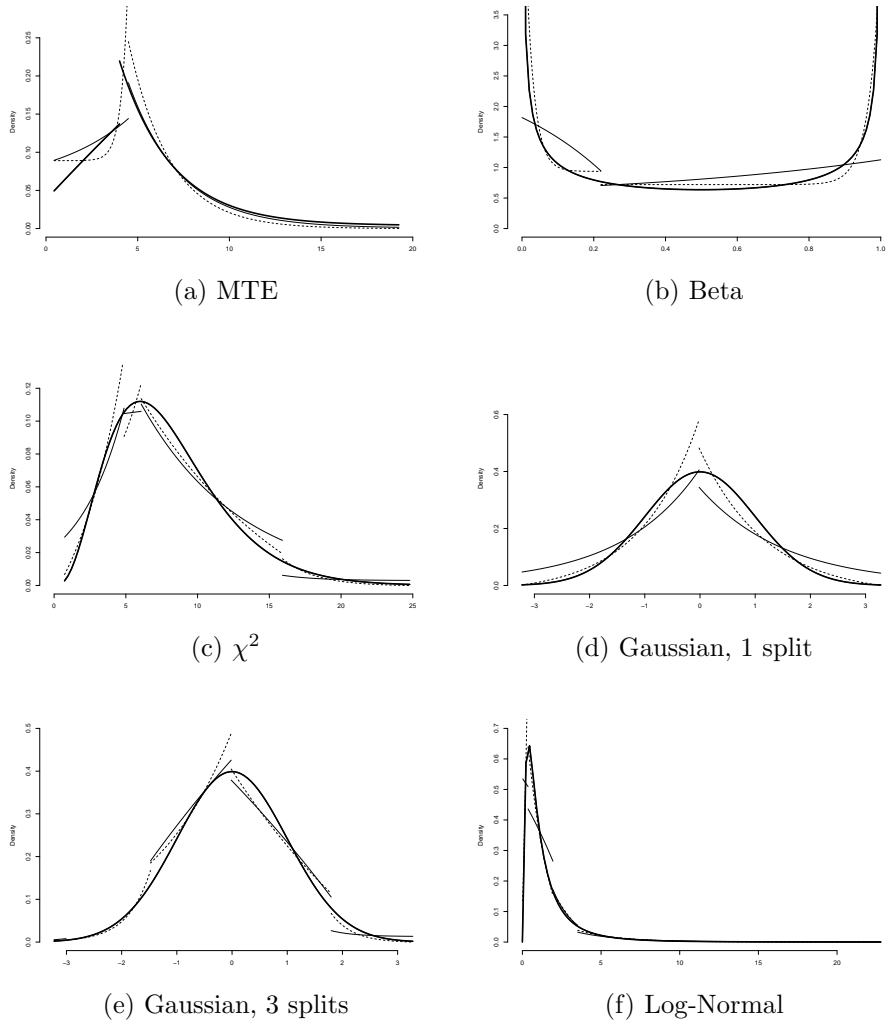 0.25
0.20
0.15
0.10
0.05
0.00
Density
0 5 10 15 20
(a) MTE
3.5
3.0
2.5
2.0
1.5
1.0
0.5
0.0
Density
0.0 0.2 0.4 0.6 0.8 1.0
(b) Beta
0.12
0.10
0.08
0.06
0.04
0.02
0.00
Density
0 5 10 15 20 25
(c) χ²
0.6
0.4
0.2
0.0
Density
−3 −2 −1 0 1 2 3
(d) Gaussian, 1 split
0.5
0.4
0.3
0.2
0.1
0.0
Density
−3 −2 −1 0 1 2 3
(e) Gaussian, 3 splits
0.7
0.6
0.5
0.4
0.3
0.2
0.1
0.0
Density
0 5 10 15 20
(f) Log-Normal